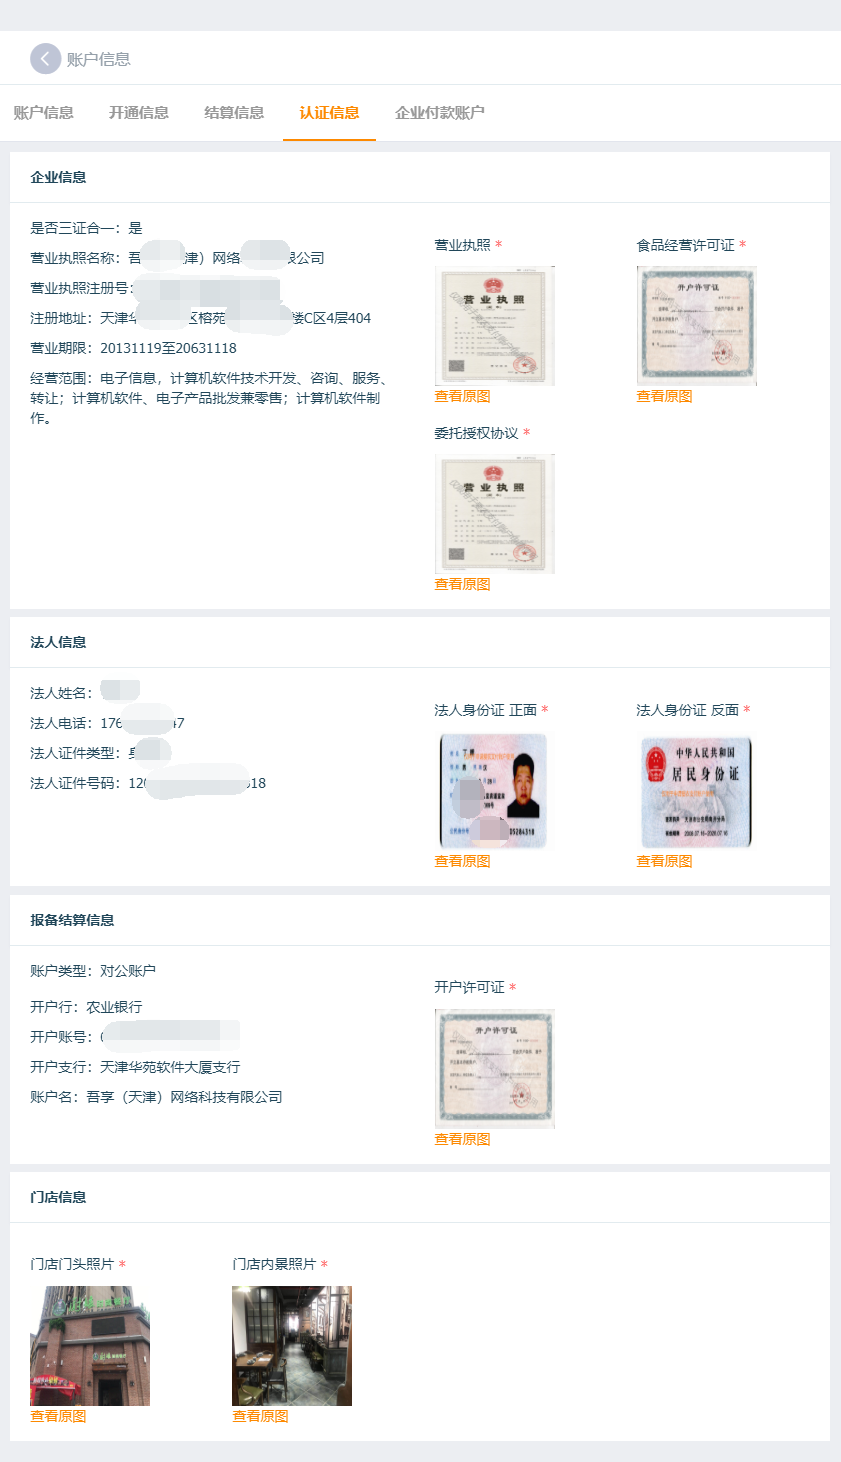 账户信息
账户信息 开通信息 结算信息 认证信息 企业付款账户
企业信息
是否三证合一：是
营业执照名称：吾 津）网络 限公司
营业执照注册号：
注册地址：天津 区榕苑 楼C区4层404
营业期限：20131119至20631118
经营范围：电子信息，计算机软件技术开发、咨询、服务、
转让；计算机软件、电子产品批发兼零售；计算机软件制
作。
营业执照 *
营业执照
查看原图
食品经营许可证 *
开户许可证
查看原图
委托授权协议 *
营业执照
查看原图
法人信息
法人姓名：
法人电话：176 47
法人证件类型：
法人证件号码：12 518
法人身份证 正面 *
05284318
查看原图
法人身份证 反面 *
中华人民共和国
居民身份证
查看原图
报备结算信息
账户类型：对公账户
开户行：农业银行
开户账号：
开户支行：天津华苑软件大厦支行
账户名：吾享（天津）网络科技有限公司
开户许可证 *
开户许可证
查看原图
门店信息
门店门头照片 *
查看原图
门店内景照片 *
查看原图